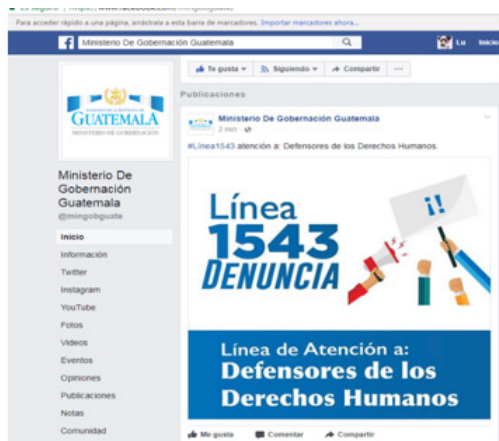 Para acceder rápido a una página, arrástrala a esta barra de marcadores. Importar marcadores ahora...
Ministerio De Gobernación Guatemala
Lu Inicio
Te gusta Siguiendo Compartir ...
Publicaciones
GUATEMALA
MINISTERIO DE GOBERNACIÓN
Ministerio De
Gobernación
Guatemala
@mingobguate
Inicio
Información
Twitter
Instagram
YouTube
Fotos
Videos
Eventos
Opiniones
Publicaciones
Notas
Comunidad
Ministerio De Gobernación Guatemala
2 min ·
#Línea1543 atención a: Defensores de los Derechos Humanos.
Línea
1543
DENUNCIA
¡!
Línea de Atención a:
Defensores de los
Derechos Humanos
Me gusta Comentar Compartir